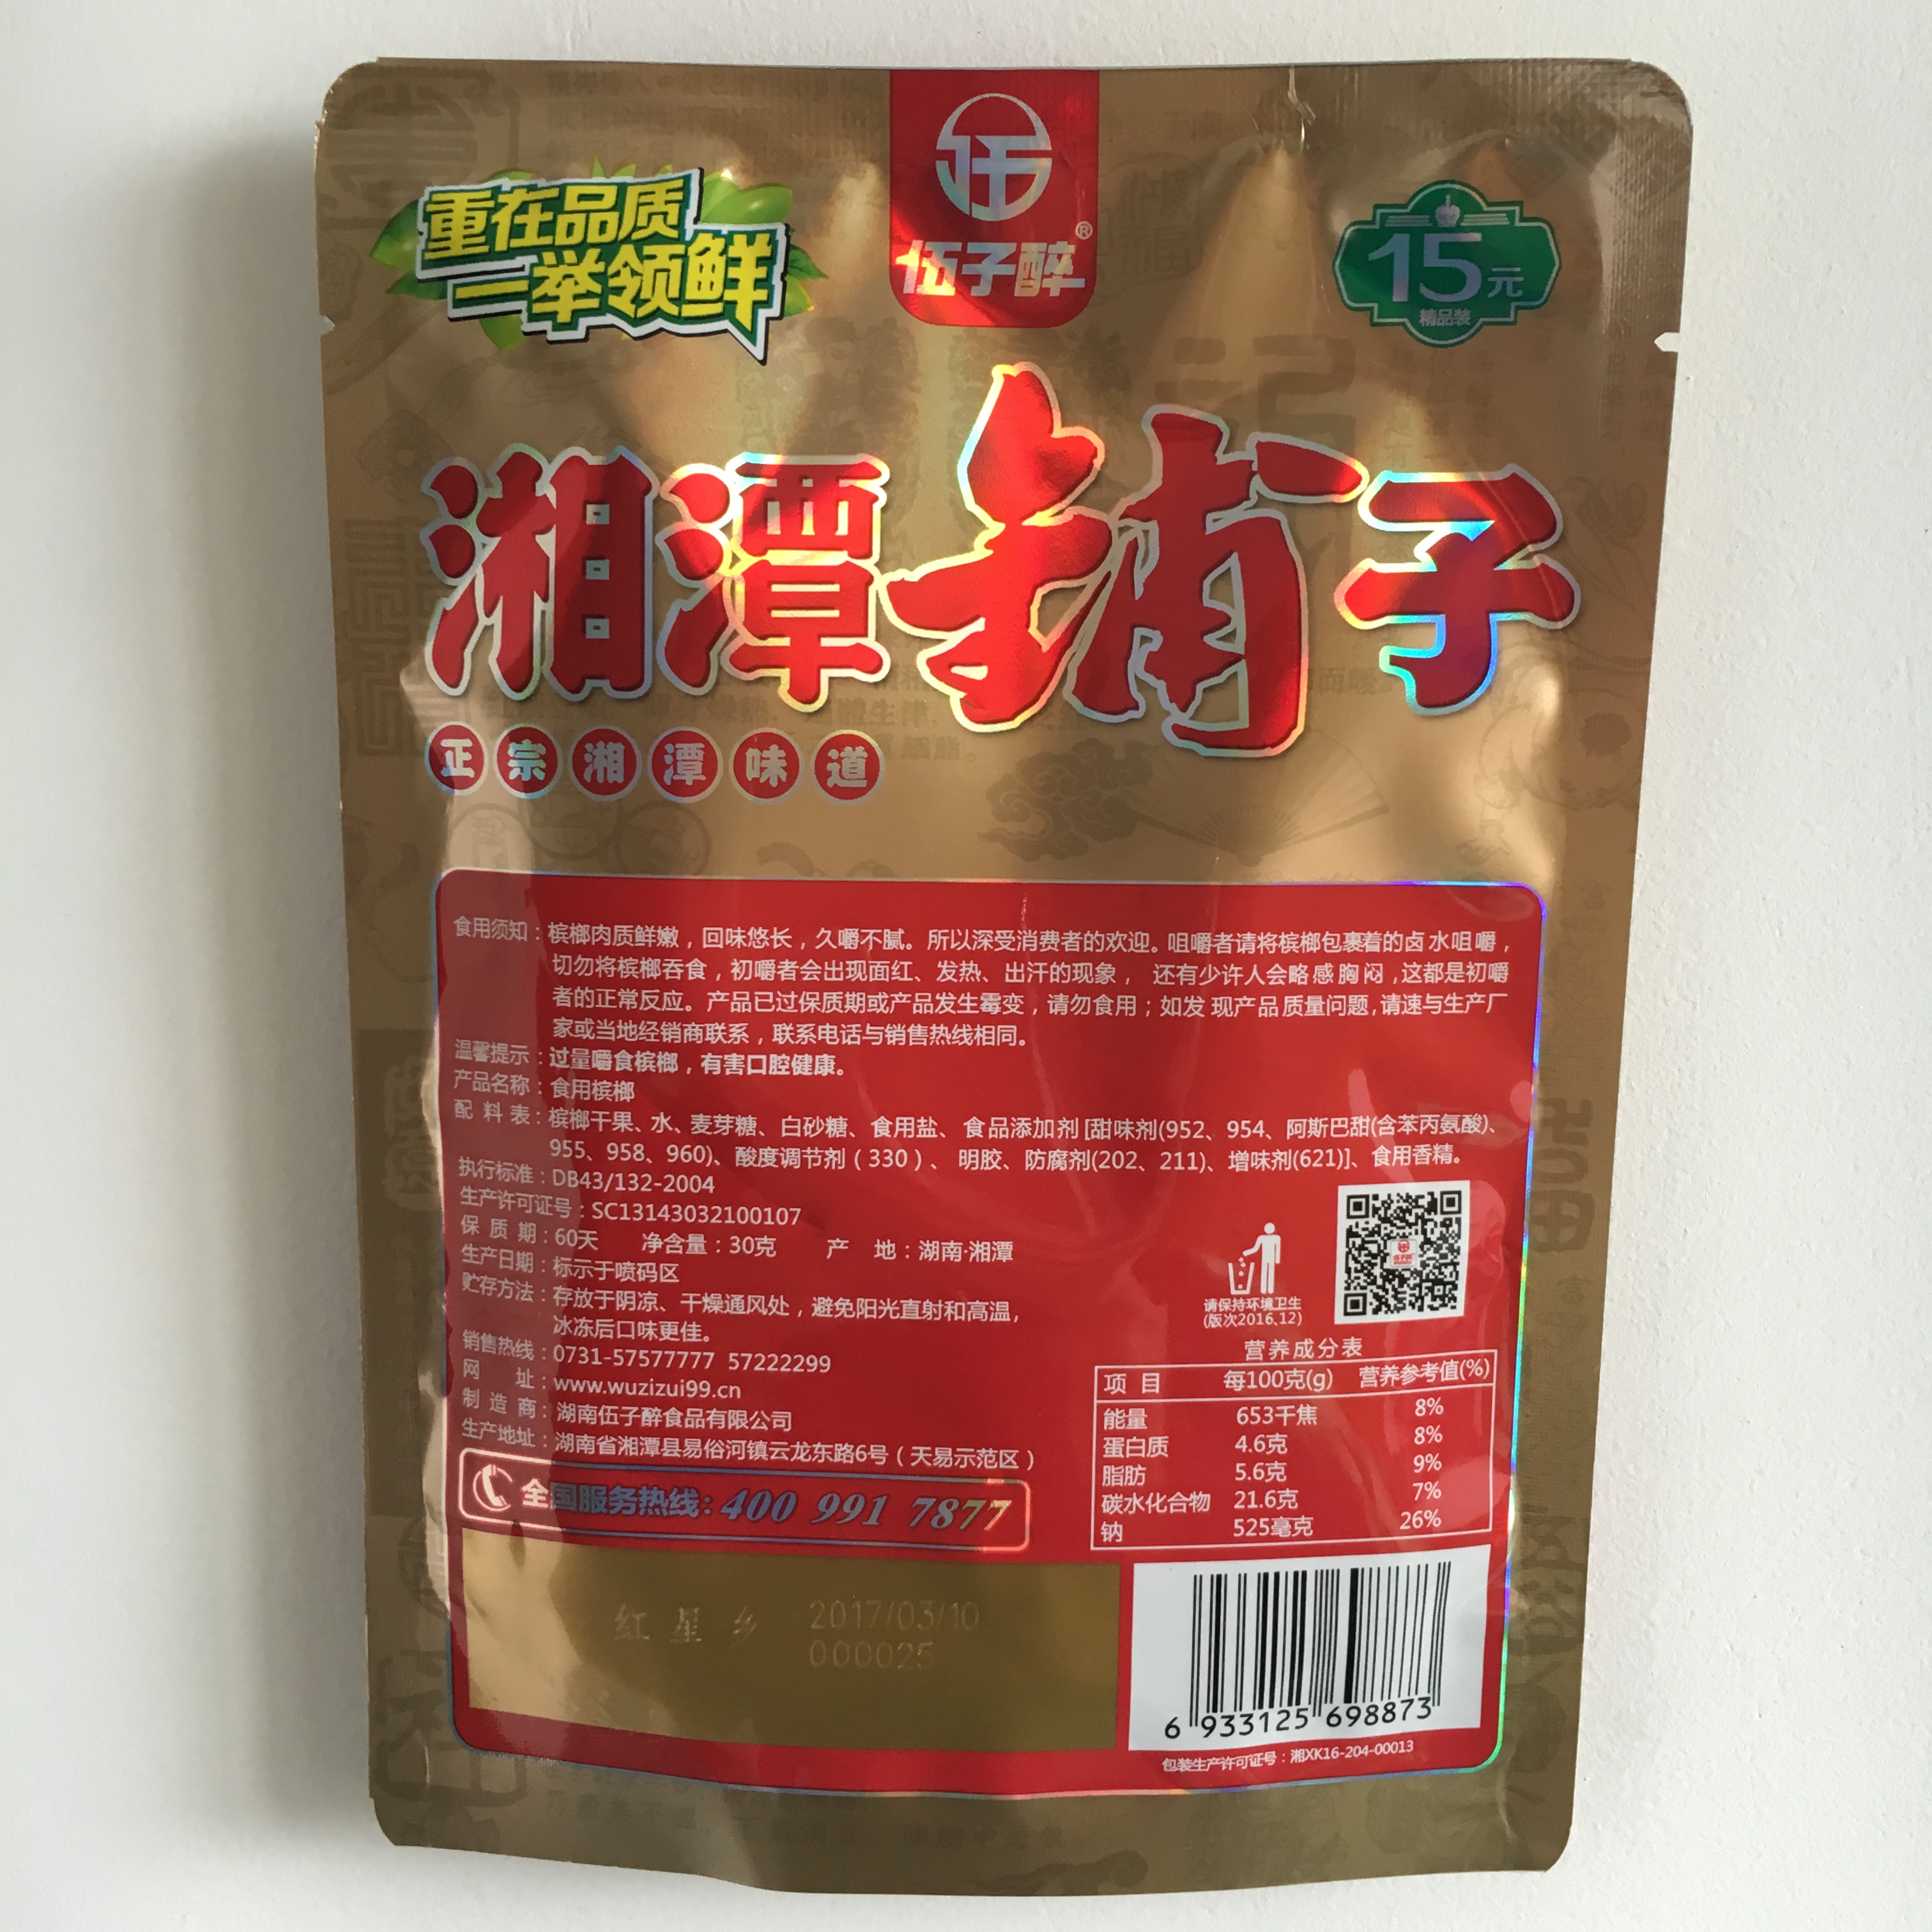 伍子醉®
重在品质
一举领鲜
15元
精品装
湘潭铺子
正宗湘潭味道
食用须知：槟榔肉质鲜嫩，回味悠长，久嚼不腻。所以深受消费者的欢迎。咀嚼者请将槟榔包裹着的卤水咀嚼，
切勿将槟榔吞食，初嚼者会出现面红、发热、出汗的现象， 还有少许人会略感胸闷，这都是初嚼
者的正常反应。产品已过保质期或产品发生霉变，请勿食用；如发现产品质量问题，请速与生产厂
家或当地经销商联系，联系电话与销售热线相同。
温馨提示：过量嚼食槟榔，有害口腔健康。
产品名称：食用槟榔
配 料 表：槟榔干果、水、麦芽糖、白砂糖、食用盐、食品添加剂[甜味剂(952、954、阿斯巴甜(含苯丙氨酸)、
955、958、960)、酸度调节剂（330）、明胶、防腐剂(202、211)、增味剂(621)]、食用香精。
执行标准：DB43/132-2004
生产许可证号：SC13143032100107
保 质 期：60天 净含量：30克 产 地：湖南·湘潭
生产日期：标示于喷码区
贮存方法：存放于阴凉、干燥通风处，避免阳光直射和高温，
冰冻后口味更佳。
销售热线：0731-57577777 57222299
网 址：www.wuzizui99.cn
制 造 商：湖南伍子醉食品有限公司
生产地址：湖南省湘潭县易俗河镇云龙东路6号（天易示范区）
全国服务热线：400 991 7877
请保持环境卫生
(版次2016、12)
营养成分表
项 目 每100克(g) 营养参考值(%)
能量 653千焦 8%
蛋白质 4.6克 8%
脂肪 5.6克 9%
碳水化合物 21.6克 7%
钠 525毫克 26%
红星乡 2017/03/10
000025
6 933125 698873
包装生产许可证号：湘XK16-204-00013